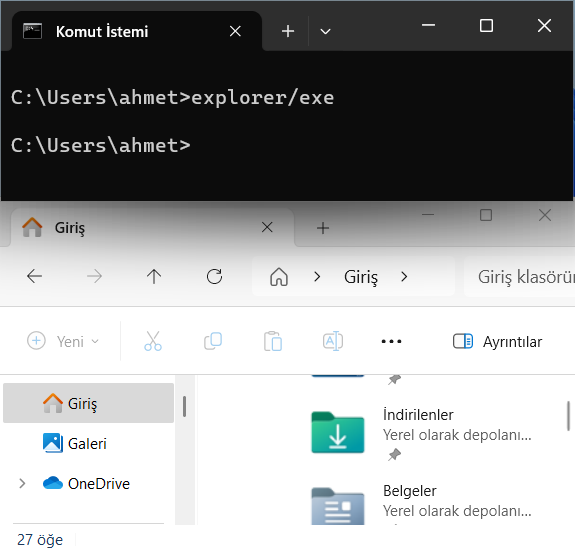 Komut İstemi
C:\Users\ahmet>explorer/exe
C:\Users\ahmet>
Giriş
Giriş
Giriş klasörün
Yeni
Ayrıntılar
Giriş
Galeri
OneDrive
İndirilenler
Yerel olarak depolanı...
Belgeler
Yerel olarak depolanı...
27 öğe